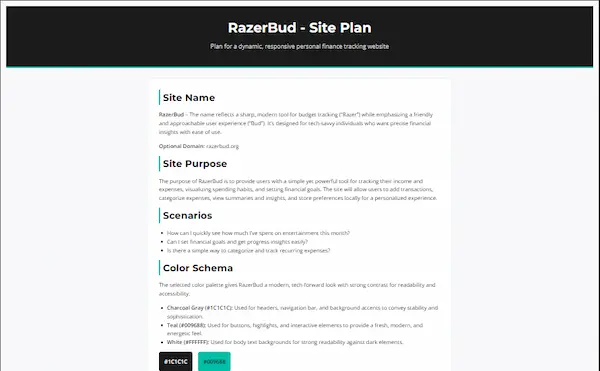 RazerBud - Site Plan
Plan for a dynamic, responsive personal finance tracking website
Site Name
RazerBud – The name reflects a sharp, modern tool for budget tracking ("Razer") while emphasizing a friendly
and approachable user experience ("Bud"). It's designed for tech-savvy individuals who want precise financial
insights with ease of use.
Optional Domain: razerbud.org
Site Purpose
The purpose of RazerBud is to provide users with a simple yet powerful tool for tracking their income and
expenses, visualizing spending habits, and setting financial goals. The site will allow users to add transactions,
categorize expenses, view summaries and insights, and store preferences locally for a personalized experience.
Scenarios
How can I quickly see how much I've spent on entertainment this month?
Can I set financial goals and get progress insights easily?
Is there a simple way to categorize and track recurring expenses?
Color Schema
The selected color palette gives RazerBud a modern, tech-forward look with strong contrast for readability and
accessibility.
Charcoal Gray (#1C1C1C): Used for headers, navigation bar, and background accents to convey stability and
sophistication.
Teal (#009688): Used for buttons, highlights, and interactive elements to provide a fresh, modern, and
energetic feel.
White (#FFFFFF): Used for body text backgrounds for strong readability against dark elements.
#1C1C1C #009688